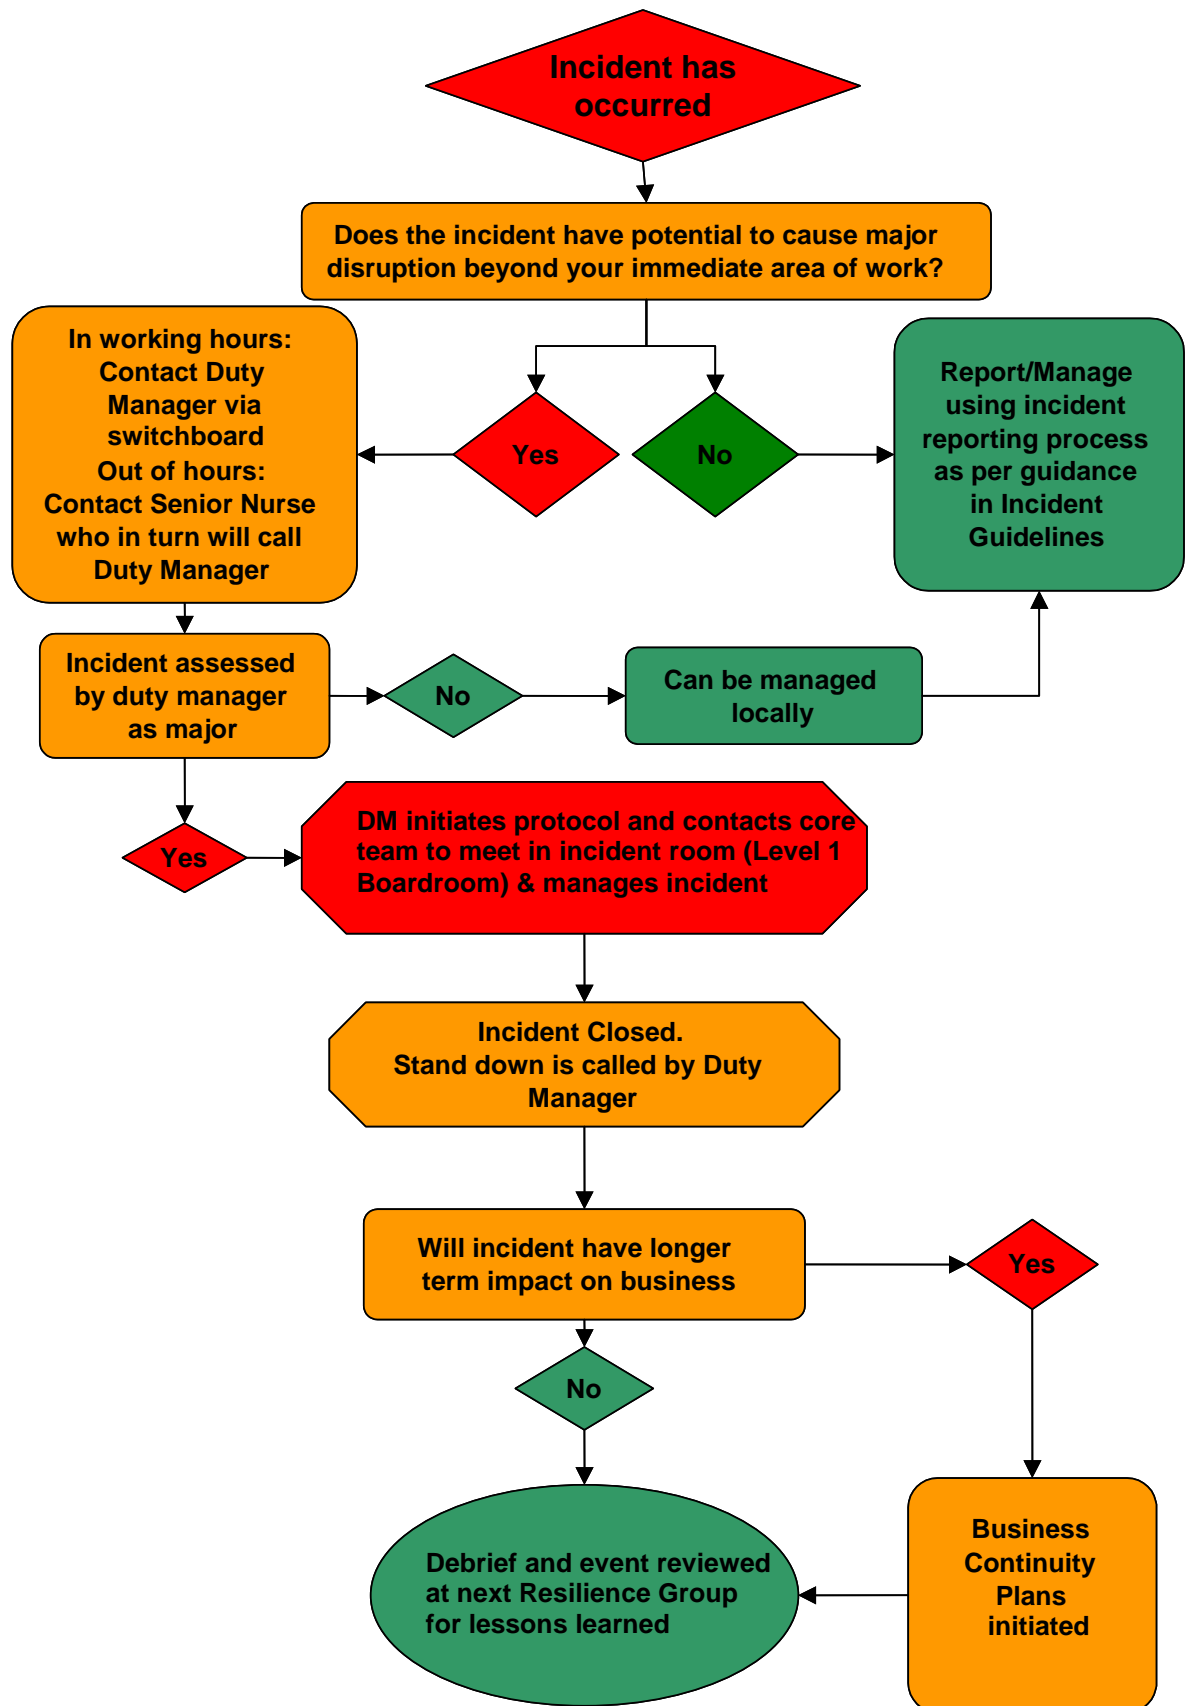 Incident has
occurred
Does the incident have potential to cause major
disruption beyond your immediate area of work?
In working hours:
Contact Duty
Manager via
switchboard
Out of hours:
Contact Senior Nurse
who in turn will call
Duty Manager
Yes
No
Report/Manage
using incident
reporting process
as per guidance
in Incident
Guidelines
Incident assessed
by duty manager
as major
No
Can be managed
locally
Yes
DM initiates protocol and contacts core
team to meet in incident room (Level 1
Boardroom) & manages incident
Incident Closed.
Stand down is called by Duty
Manager
Will incident have longer
term impact on business
Yes
No
Debrief and event reviewed
at next Resilience Group
for lessons learned
Business
Continuity
Plans
initiated